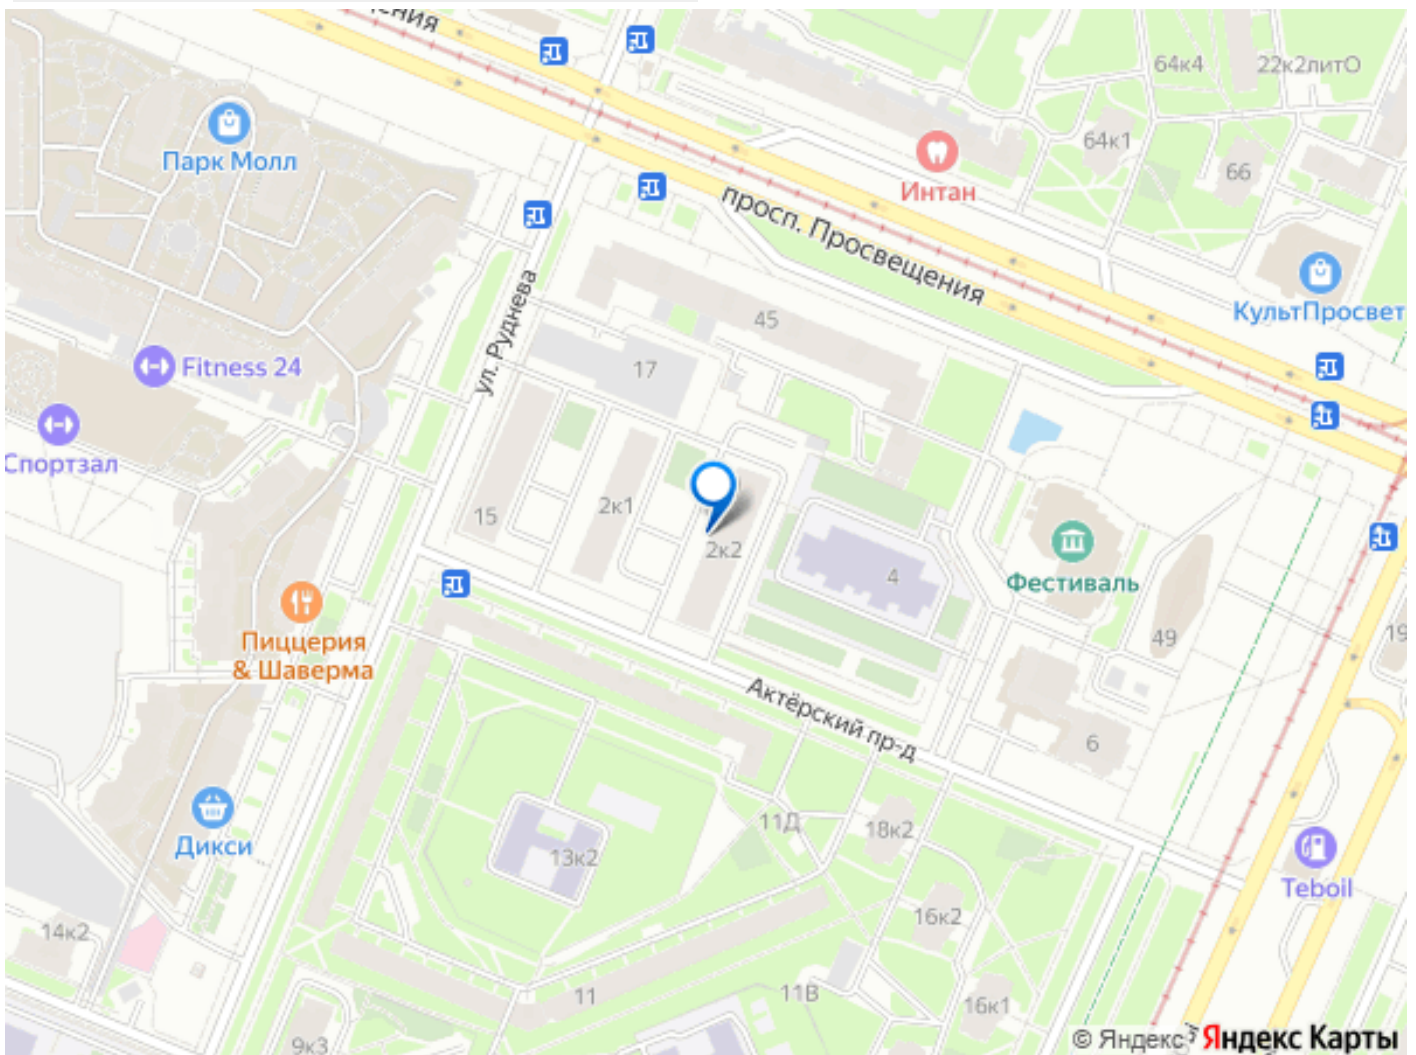 64к4
22к2литО
64к1
66
Парк Молл
Интан
просп. Просвещения
КультПросвет
ул. Руднева
45
17
Fitness 24
Спортзал
15
2к1
2к2
4
Фестиваль
49
19
Пиццерия
& Шаверма
Актёрский пр-д
6
Дикси
13к2
11Д
18к2
Teboil
16к2
14к2
11
11В
16к1
9к3
© Яндекс
Яндекс Карты